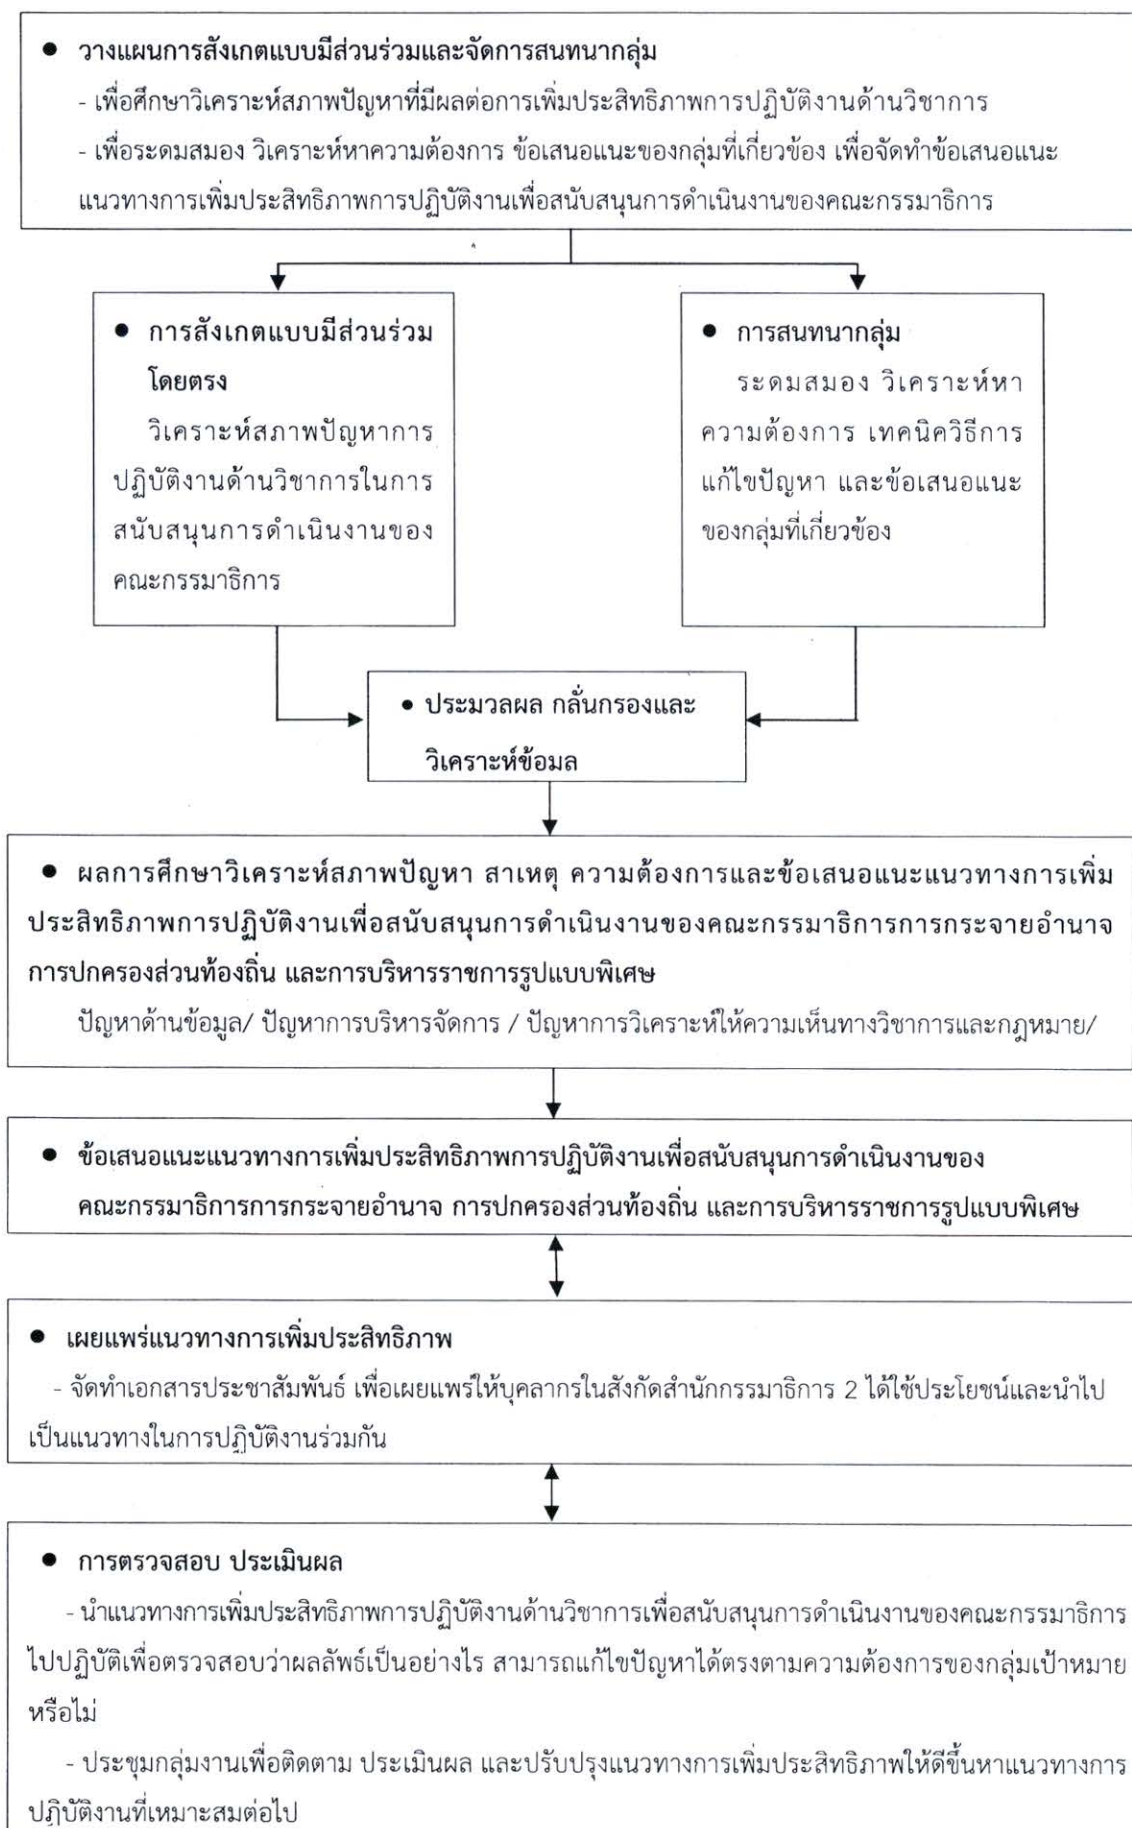 ● วางแผนการสังเกตแบบมีส่วนร่วมและจัดการสนทนากลุ่ม
- เพื่อศึกษาวิเคราะห์สภาพปัญหาที่มีผลต่อการเพิ่มประสิทธิภาพการปฏิบัติงานด้านวิชาการ
- เพื่อระดมสมอง วิเคราะห์หาความต้องการ ข้อเสนอแนะของกลุ่มที่เกี่ยวข้อง เพื่อจัดทำข้อเสนอแนะ
แนวทางการเพิ่มประสิทธิภาพการปฏิบัติงานเพื่อสนับสนุนการดำเนินงานของคณะกรรมาธิการ
● การสังเกตแบบมีส่วนร่วม
โดยตรง
วิเคราะห์สภาพปัญหาการ
ปฏิบัติงานด้านวิชาการในการ
สนับสนุนการดำเนินงานของ
คณะกรรมาธิการ
● การสนทนากลุ่ม
ระดมสมอง วิเคราะห์หา
ความต้องการ เทคนิควิธีการ
แก้ไขปัญหา และข้อเสนอแนะ
ของกลุ่มที่เกี่ยวข้อง
● ประมวลผล กลั่นกรองและ
วิเคราะห์ข้อมล
● ผลการศึกษาวิเคราะห์สภาพปัญหา สาเหตุ ความต้องการและข้อเสนอแนะแนวทางการเพิ่ม
ประสิทธิภาพการปฏิบัติงานเพื่อสนับสนุนการดำเนินงานของคณะกรรมาธิการการกระจายอำนาจ
การปกครองส่วนท้องถิ่น และการบริหารราชการรูปแบบพิเศษ
ปัญหาด้านข้อมูล/ ปัญหาการบริหารจัดการ / ปัญหาการวิเคราะห์ให้ความเห็นทางวิชาการและกฎหมาย/
● ข้อเสนอแนะแนวทางการเพิ่มประสิทธิภาพการปฏิบัติงานเพื่อสนับสนุนการดำเนินงานของ
คณะกรรมาธิการการกระจายอำนาจ การปกครองส่วนท้องถิ่น และการบริหารราชการรูปแบบพิเศษ
● เผยแพร่แนวทางการเพิ่มประสิทธิภาพ
- จัดทำเอกสารประชาสัมพันธ์ เพื่อเผยแพร่ให้บุคลากรในสังกัดสำนักกรรมาธิการ 2 ได้ใช้ประโยชน์และนำไป
เป็นแนวทางในการปฏิบัติงานร่วมกัน
● การตรวจสอบ ประเมินผล
- นำแนวทางการเพิ่มประสิทธิภาพการปฏิบัติงานด้านวิชาการเพื่อสนับสนุนการดำเนินงานของคณะกรรมาธิการ
ไปปฏิบัติเพื่อตรวจสอบว่าผลลัพธ์เป็นอย่างไร สามารถแก้ไขปัญหาได้ตรงตามความต้องการของกลุ่มเป้าหมาย
หรือไม่
- ประชุมกลุ่มงานเพื่อติดตาม ประเมินผล และปรับปรุงแนวทางการเพิ่มประสิทธิภาพให้ดีขึ้นหาแนวทางการ
ปฏิบัติงานที่เหมาะสมต่อไป